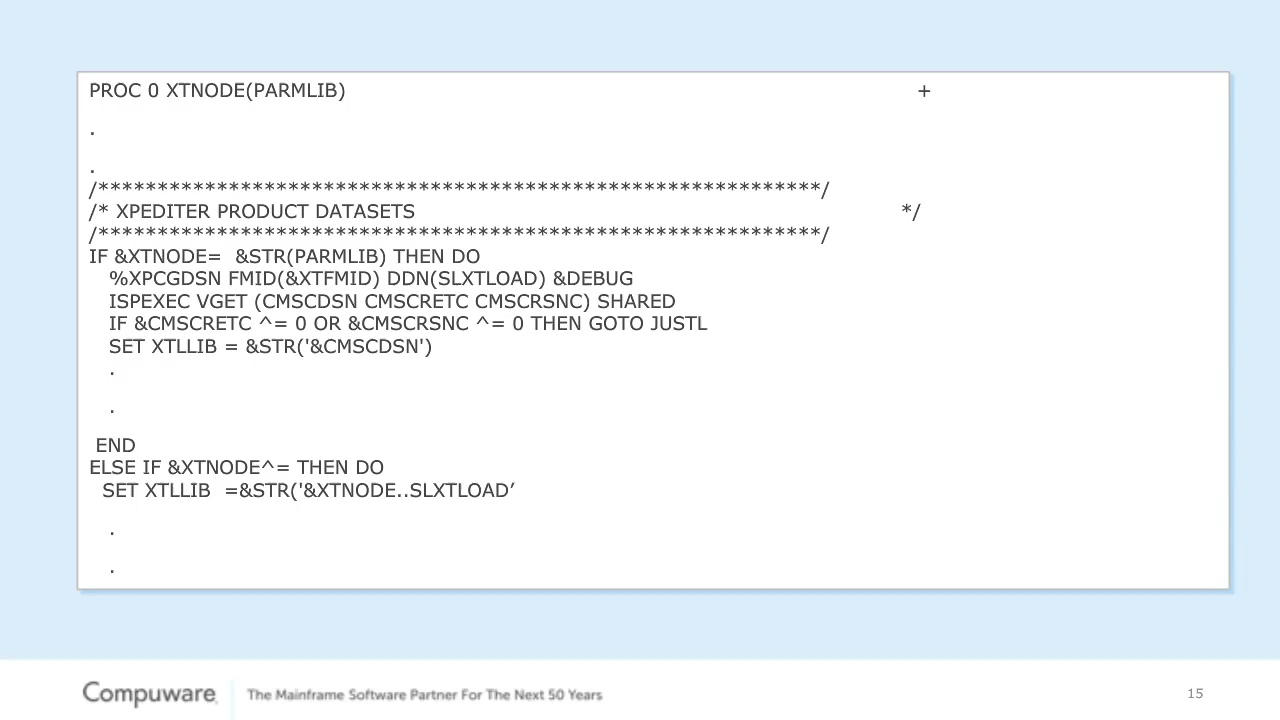 PROC 0 XTNODE(PARMLIB) +
.
.
/*************************************************************/
/* XPEDITER PRODUCT DATASETS */
/*************************************************************/
IF &XTNODE=  &STR(PARMLIB) THEN DO
%XPCGDSN FMID(&XTFMID) DDN(SLXTLOAD) &DEBUG
ISPEXEC VGET (CMSCDSN CMSCRETC CMSCRSNC) SHARED
IF &CMSCRETC ^= 0 OR &CMSCRSNC ^= 0 THEN GOTO JUSTL
SET XTLLIB = &STR('&CMSCDSN')
.
.
END
ELSE IF &XTNODE^= THEN DO
SET XTLLIB  =&STR('&XTNODE..SLXTLOAD’
.
.
Compuware. The Mainframe Software Partner For The Next 50 Years 15